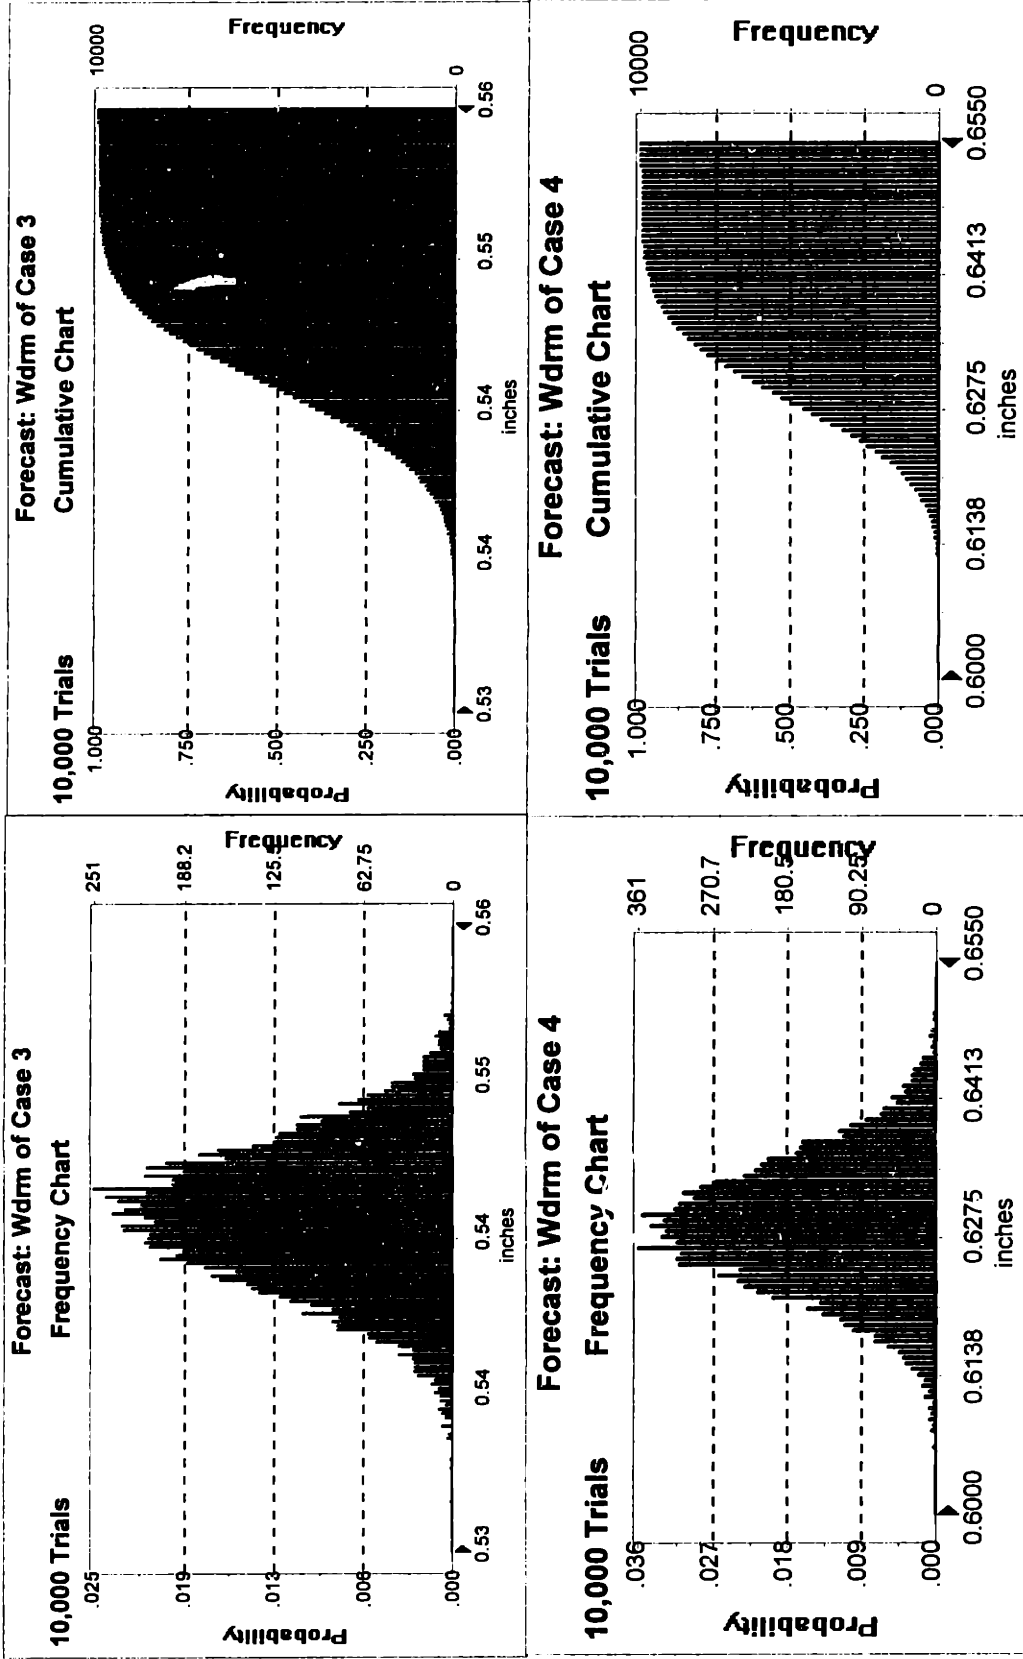 Forecast: Wdrm of Case 3
10,000 Trials
Frequency Chart
.025
.019
.013
.006
.000
Probability
251
188.2
125.5
62.75
0
Frequency
0.53
0.54
0.54
0.55
0.56
inches
Forecast: Wdrm of Case 3
10,000 Trials
Cumulative Chart
1.000
.750
.500
.250
.000
Probability
10000
0
Frequency
0.53
0.54
0.54
0.55
0.56
inches
Forecast: Wdrm of Case 4
10,000 Trials
Frequency Chart
.036
.027
.018
.009
.000
Probability
361
270.7
180.5
90.25
0
Frequency
0.6000
0.6138
0.6275
0.6413
0.6550
inches
Forecast: Wdrm of Case 4
10,000 Trials
Cumulative Chart
1.000
.750
.500
.250
.000
Probability
10000
0
Frequency
0.6000
0.6138
0.6275
0.6413
0.6550
inches